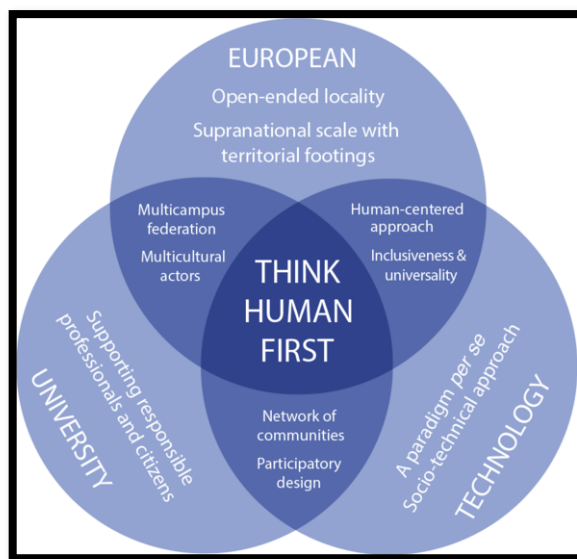 EUROPEAN
Open-ended locality
Supranational scale with
territorial footings
Multicampus
federation
Multicultural
actors
Human-centered
approach
Inclusiveness &
universality
THINK
HUMAN
FIRST
UNIVERSITY
Supporting responsible
professionals and citizens
Network of
communities
Participatory
design
A paradigm per se
Socio-technical approach
TECHNOLOGY